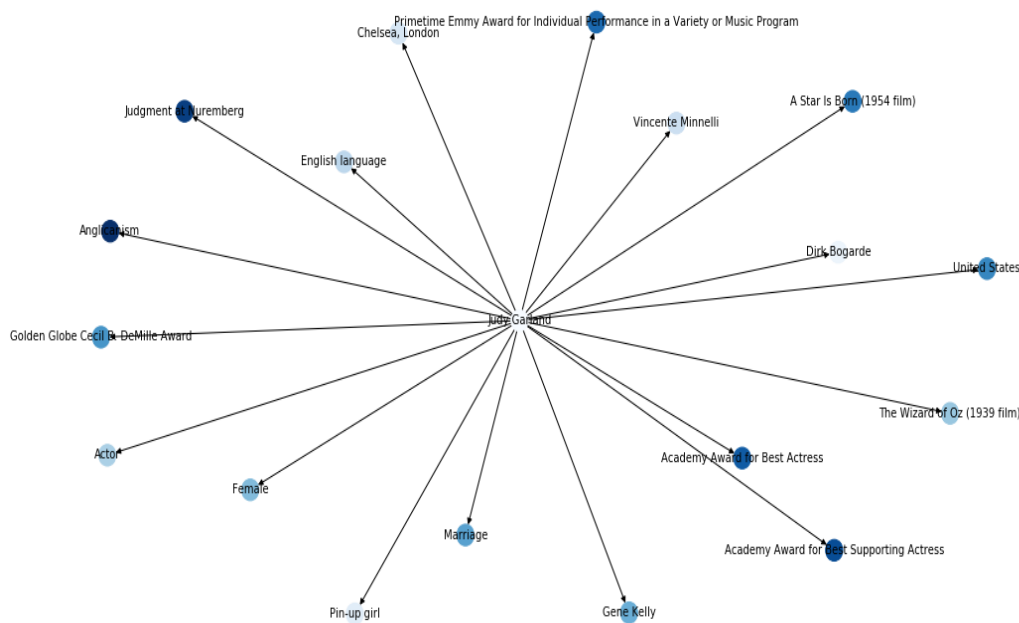 Primetime Emmy Award for Individual Performance in a Variety or Music Program
Chelsea, London
A Star Is Born (1954 film)
Judgment at Nuremberg
Vincente Minnelli
English language
Anglicanism
Dirk Bogarde
United States
Judy Garland
Golden Globe Cecil B. DeMille Award
The Wizard of Oz (1939 film)
Actor
Academy Award for Best Actress
Female
Marriage
Academy Award for Best Supporting Actress
Pin-up girl
Gene Kelly